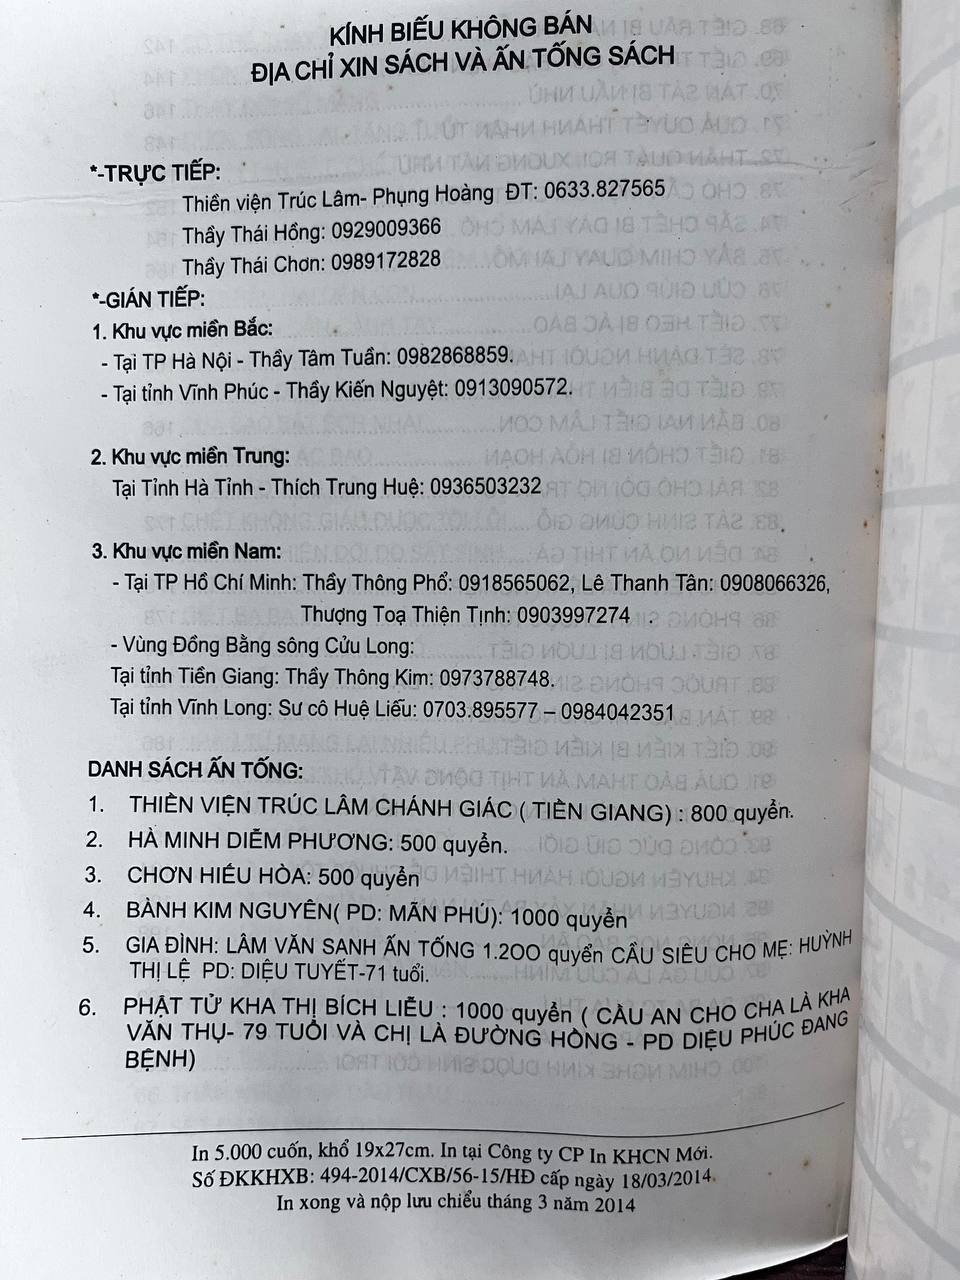 KÍNH BIẾU KHÔNG BÁN
ĐỊA CHỈ XIN SÁCH VÀ ẤN TỐNG SÁCH
*-TRỰC TIẾP:
Thiền viện Trúc Lâm- Phụng Hoàng ĐT: 0633.827565
Thầy Thái Hồng: 0929009366
Thầy Thái Chơn: 0989172828
*-GIÁN TIẾP:
1. Khu vực miền Bắc:
- Tại TP Hà Nội - Thầy Tâm Tuần: 0982868859.
- Tại tỉnh Vĩnh Phúc - Thầy Kiến Nguyệt: 0913090572.
2. Khu vực miền Trung:
Tại Tỉnh Hà Tỉnh - Thích Trung Huệ: 0936503232
3. Khu vực miền Nam:
- Tại TP Hồ Chí Minh: Thầy Thông Phổ: 0918565062, Lê Thanh Tân: 0908066326,
Thượng Toạ Thiện Tịnh: 0903997274 .
- Vùng Đồng Bằng sông Cửu Long:
Tại tỉnh Tiền Giang: Thầy Thông Kim: 0973788748.
Tại tỉnh Vĩnh Long: Sư cô Huệ Liếu: 0703.895577 – 0984042351
DANH SÁCH ẤN TỐNG:
1. THIỀN VIỆN TRÚC LÂM CHÁNH GIÁC ( TIỀN GIANG) : 800 quyển.
2. HÀ MINH DIỄM PHƯƠNG: 500 quyển.
3. CHƠN HIẾU HÒA: 500 quyển
4. BÀNH KIM NGUYÊN( PD: MÃN PHÚ): 1000 quyển
5. GIA ĐÌNH: LÂM VĂN SANH ẤN TỐNG 1.2OO quyển CẦU SIÊU CHO MẸ: HUỲNH
THỊ LỆ PD: DIỆU TUYẾT-71 tuổi.
6. PHẬT TỬ KHA THỊ BÍCH LIỄU : 1000 quyển ( CẦU AN CHO CHA LÀ KHA
VĂN THỤ- 79 TUỔI VÀ CHỊ LÀ ĐƯỜNG HỒNG - PD DIỆU PHÚC ĐANG
BỆNH)
In 5.000 cuốn, khổ 19x27cm. In tại Công ty CP In KHCN Mới.
Số ĐKKHXB: 494-2014/CXB/56-15/HĐ cấp ngày 18/03/2014.
In xong và nộp lưu chiểu tháng 3 năm 2014